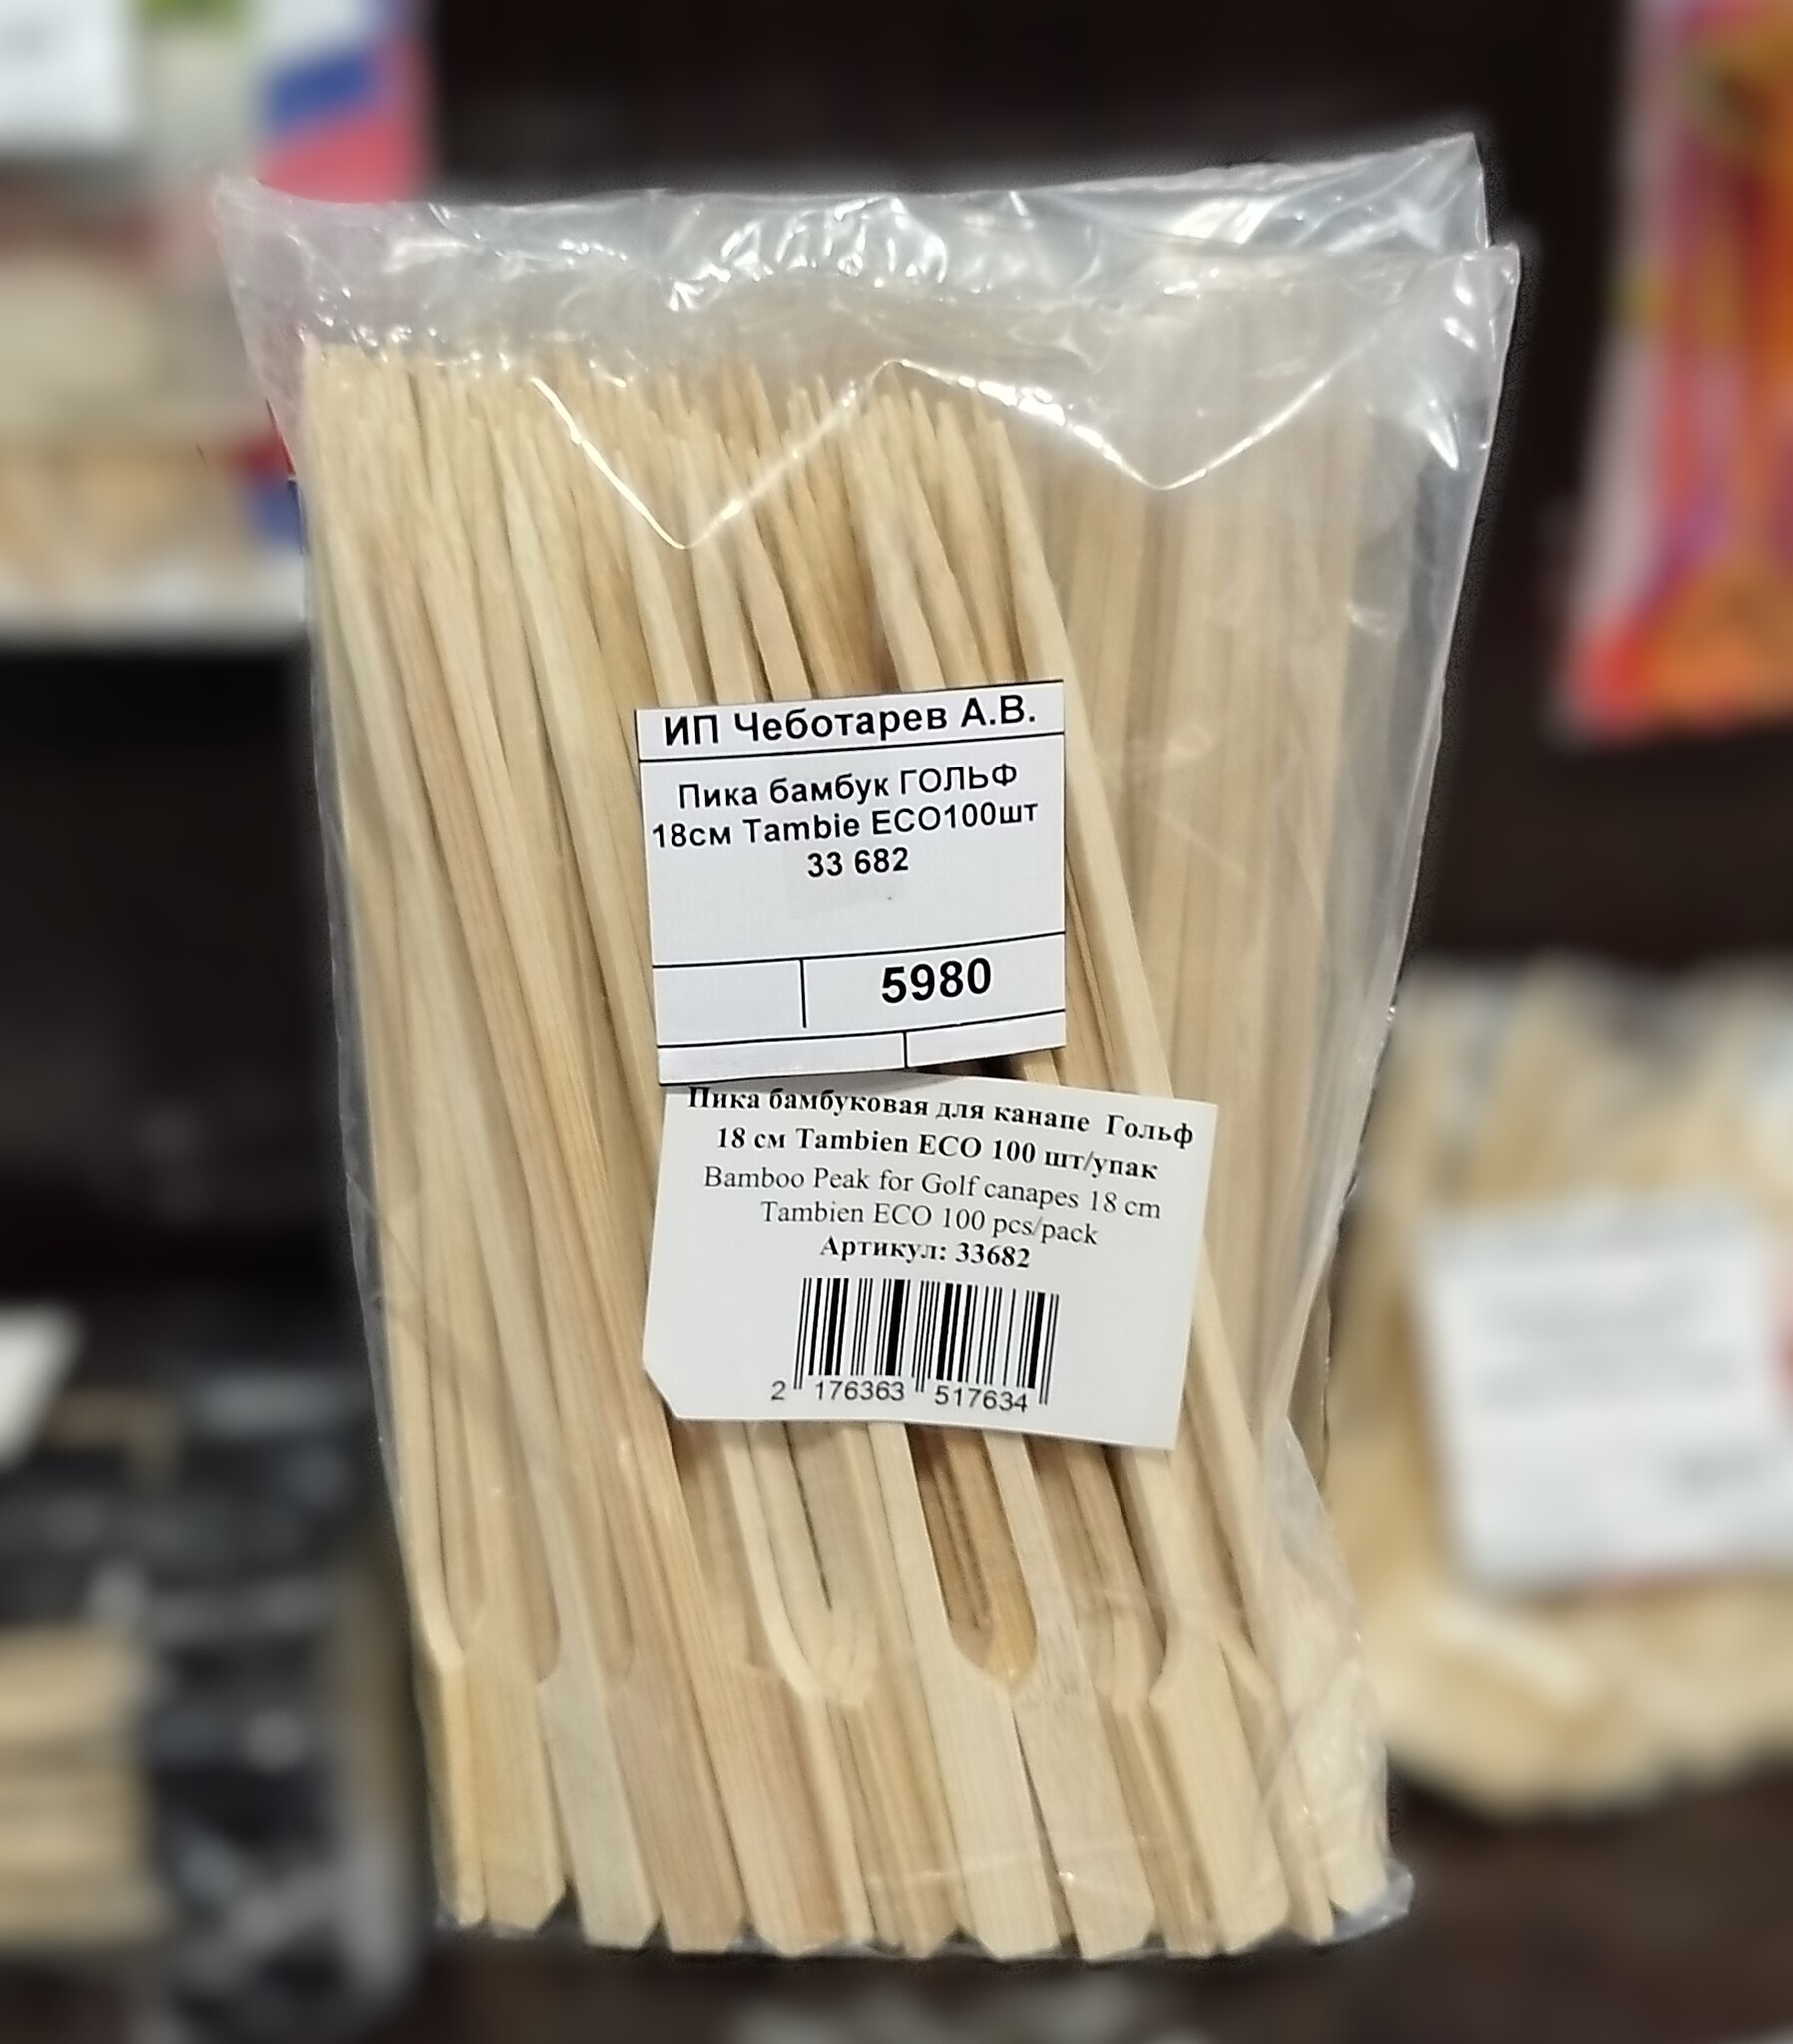 ИП Чеботарев А.В.
Пика бамбук ГОЛЬФ
18см Tambie ECO100шт
33 682
5980
Пика бамбуковая для канапе Гольф
18 см Tambien ECO 100 шт/упак
Bamboo Peak for Golf canapes 18 cm
Tambien ECO 100 pcs/pack
Артикул: 33682
2 176363 517634